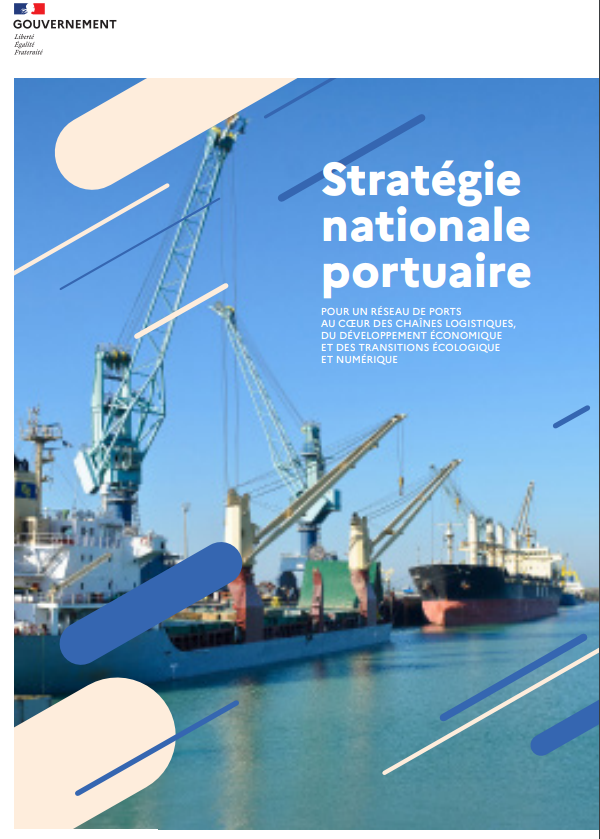 GOUVERNEMENT
Liberté
Égalité
Fraternité
Stratégie
nationale
portuaire
POUR UN RÉSEAU DE PORTS
AU CŒUR DES CHAÎNES LOGISTIQUES,
DU DÉVELOPPEMENT ÉCONOMIQUE
ET DES TRANSITIONS ÉCOLOGIQUE
ET NUMÉRIQUE